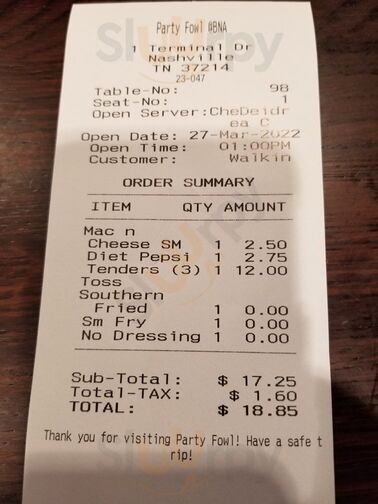 Party Fowl @BNA
1 Terminal Dr
Nashville
TN 37214
23-047
Table-No: 98
Seat-No: 1
Open Server:CheDeidr
ea C
Open Date: 27-Mar-2022
Open Time: 01:00PM
Customer: Walkin
ORDER SUMMARY
ITEM QTY AMOUNT
Mac n
Cheese SM 1 2.50
Diet Pepsi 1 2.75
Tenders (3) 1 12.00
Toss
Southern
Fried 1 0.00
Sm Fry 1 0.00
No Dressing 1 0.00
Sub-Total: $ 17.25
Total-TAX: $ 1.60
TOTAL: $ 18.85
Thank you for visiting Party Fowl! Have a safe t
rip!